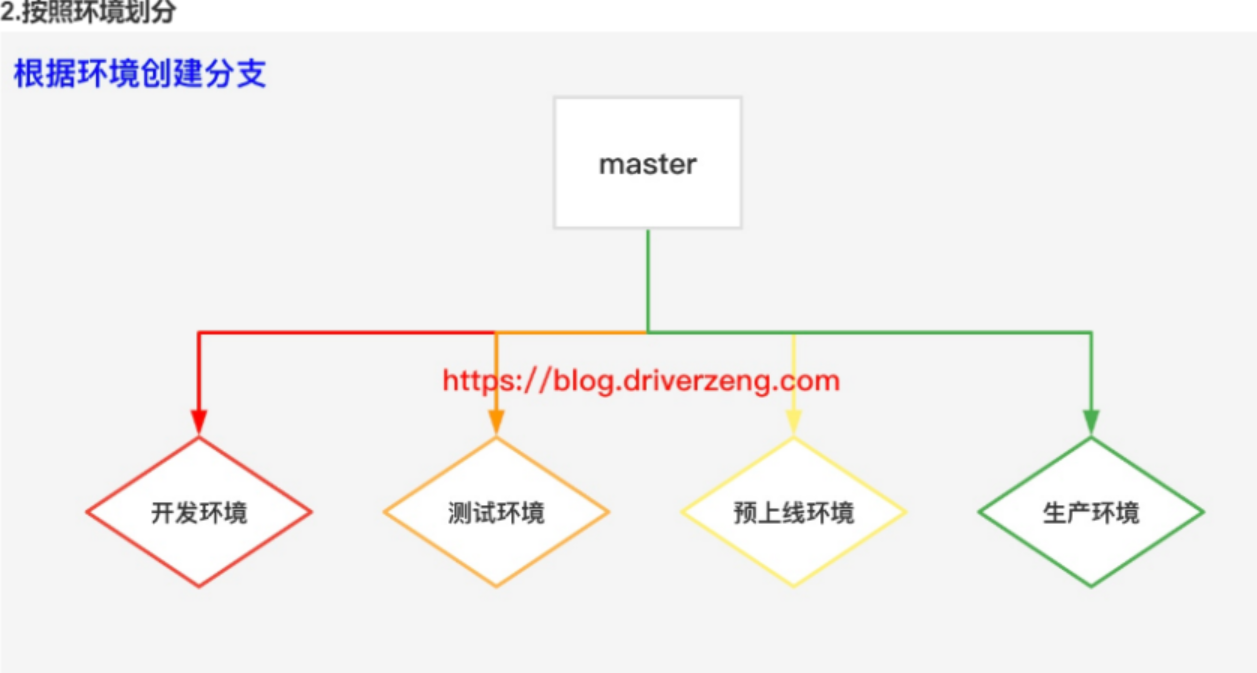 2.按照环境划分
根据环境创建分支
master
https://blog.driverzeng.com
开发环境
测试环境
预上线环境
生产环境